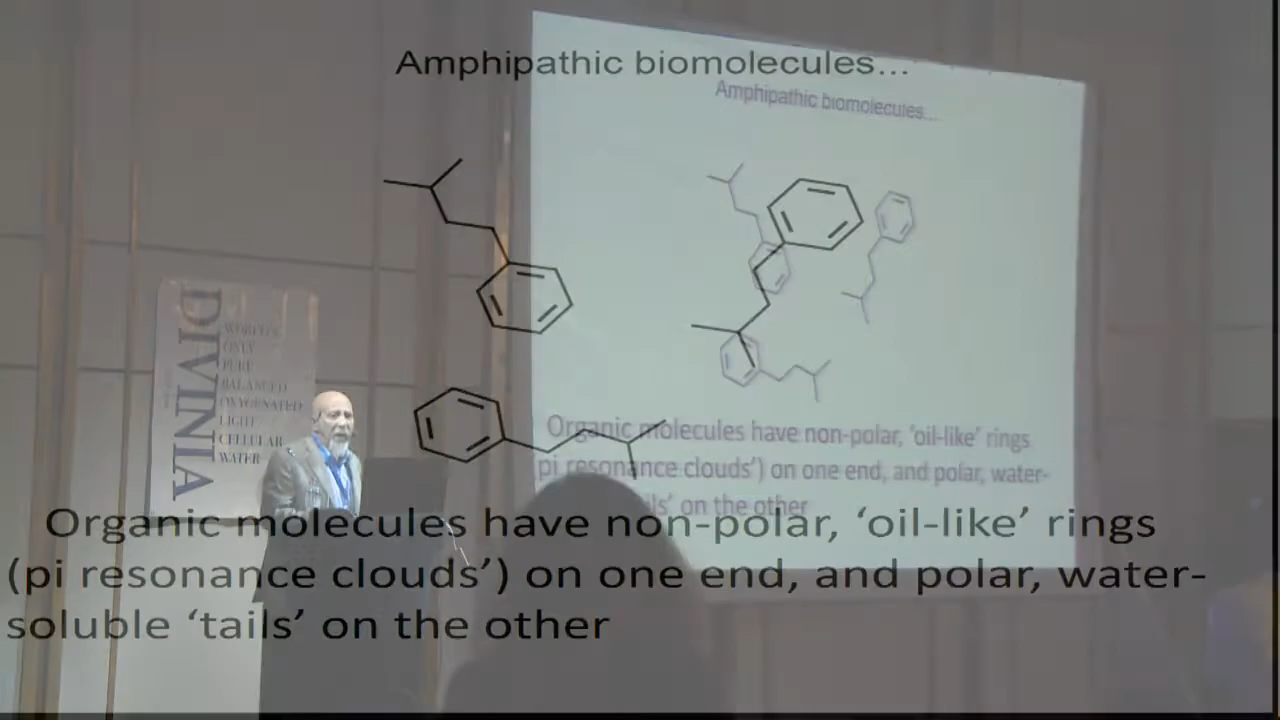 Amphipathic biomolecules...
Amphipathic biomolecules...
DIVINIA
WORLD'S
ONLY
PURE
BALANCED
OXYGENATED
LIGHT
CELLULAR
WATER
Organic molecules have non-polar, 'oil-like' rings
pi resonance clouds') on one end, and polar, water-
ls' on the other
Organic molecules have non-polar, ‘oil-like’ rings
(pi resonance clouds’) on one end, and polar, water-
soluble ‘tails’ on the other